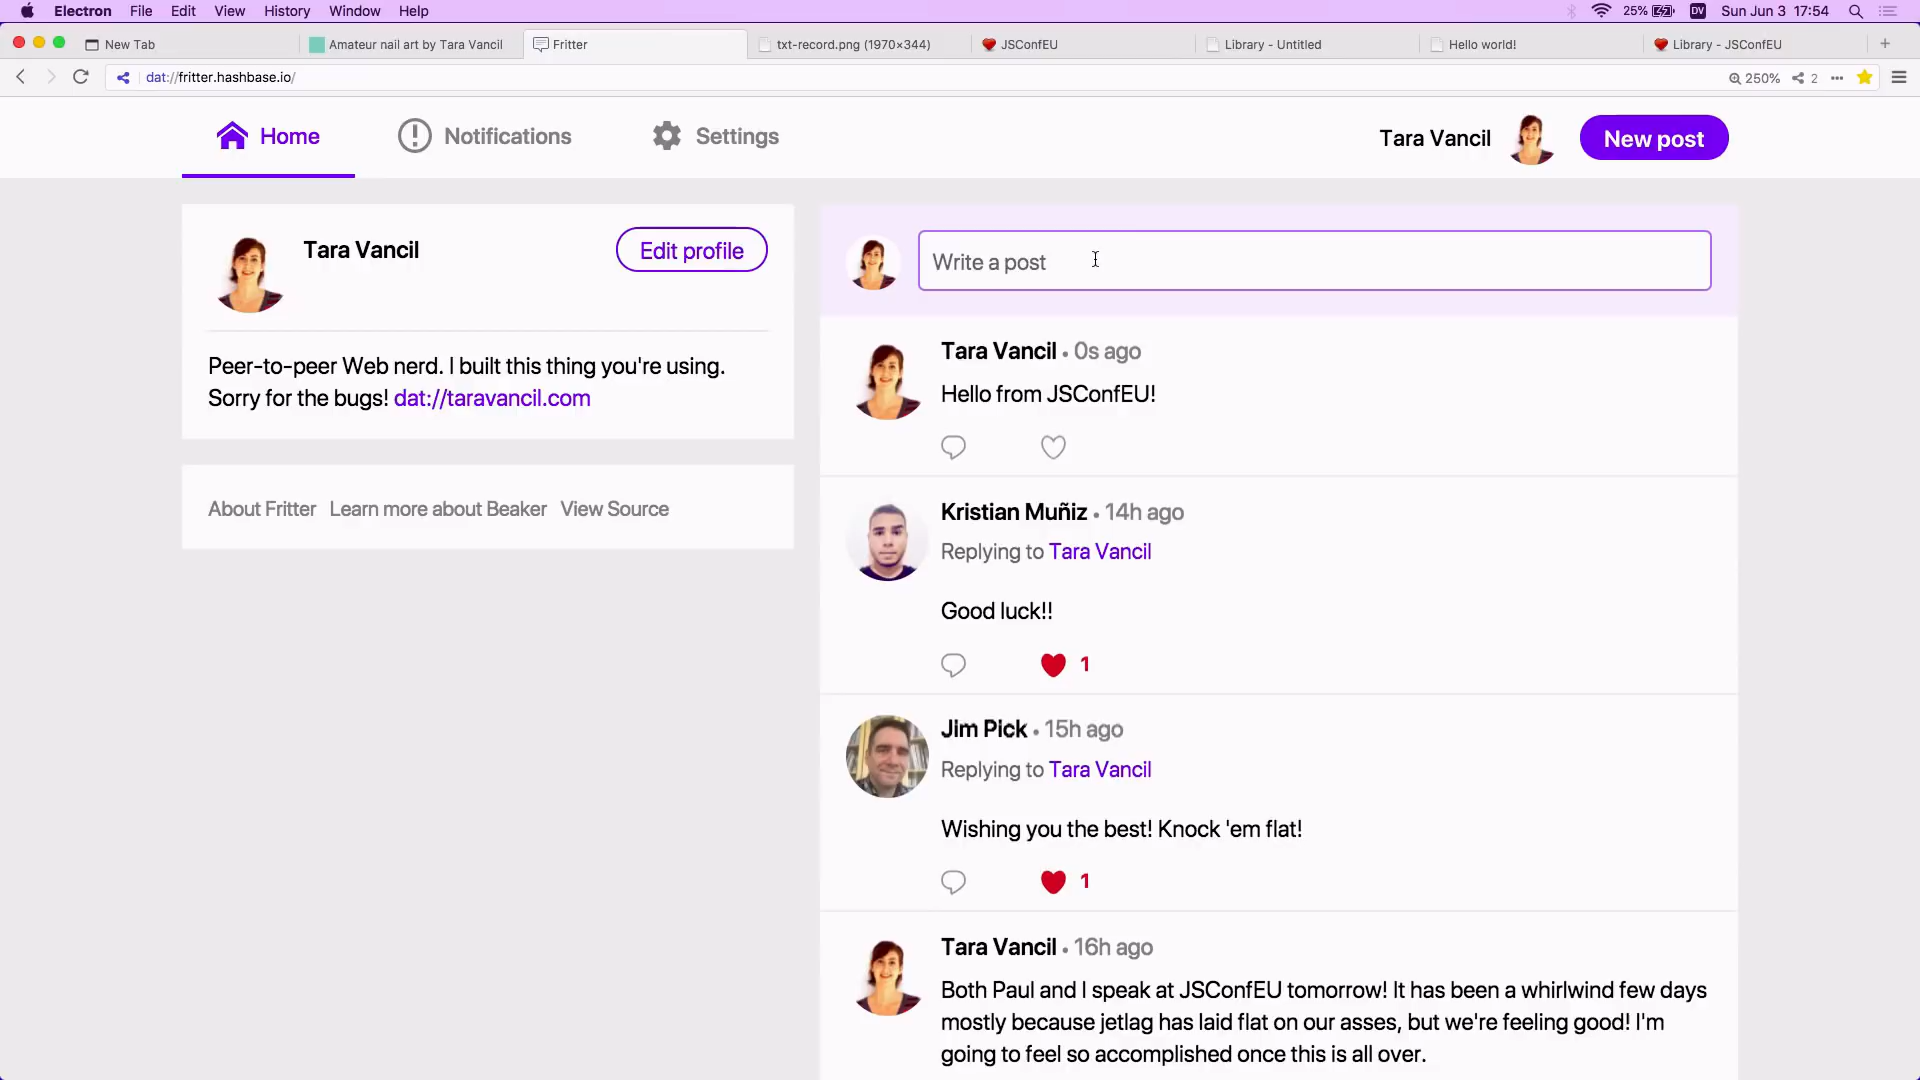 Electron File Edit View History Window Help
25% DV Sun Jun 3 17:54
New Tab
Amateur nail art by Tara Vancil
Fritter
txt-record.png (1970×344)
JSConfEU
Library - Untitled
Hello world!
Library - JSConfEU
dat://fritter.hashbase.io/
250% 2
Home
Notifications
Settings
Tara Vancil
New post
Tara Vancil
Edit profile
Peer-to-peer Web nerd. I built this thing you're using.
Sorry for the bugs! dat://taravancil.com
About Fritter Learn more about Beaker View Source
Write a post
Tara Vancil • 0s ago
Hello from JSConfEU!
Kristian Muñiz • 14h ago
Replying to Tara Vancil
Good luck!!
1
Jim Pick • 15h ago
Replying to Tara Vancil
Wishing you the best! Knock 'em flat!
1
Tara Vancil • 16h ago
Both Paul and I speak at JSConfEU tomorrow! It has been a whirlwind few days
mostly because jetlag has laid flat on our asses, but we're feeling good! I'm
going to feel so accomplished once this is all over.